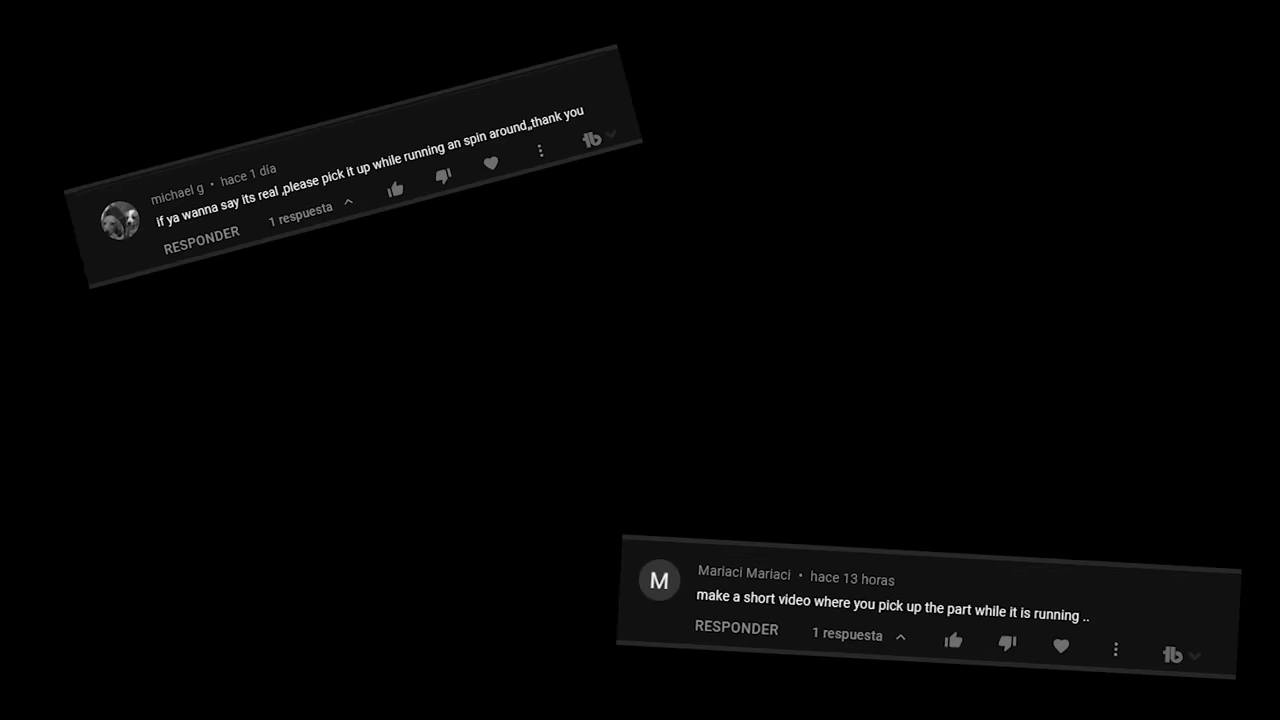 michael g • hace 1 día
if ya wanna say its real ,please pick it up while running an spin around,,thank you
RESPONDER 1 respuesta
M
Mariaci Mariaci • hace 13 horas
make a short video where you pick up the part while it is running ..
RESPONDER 1 respuesta